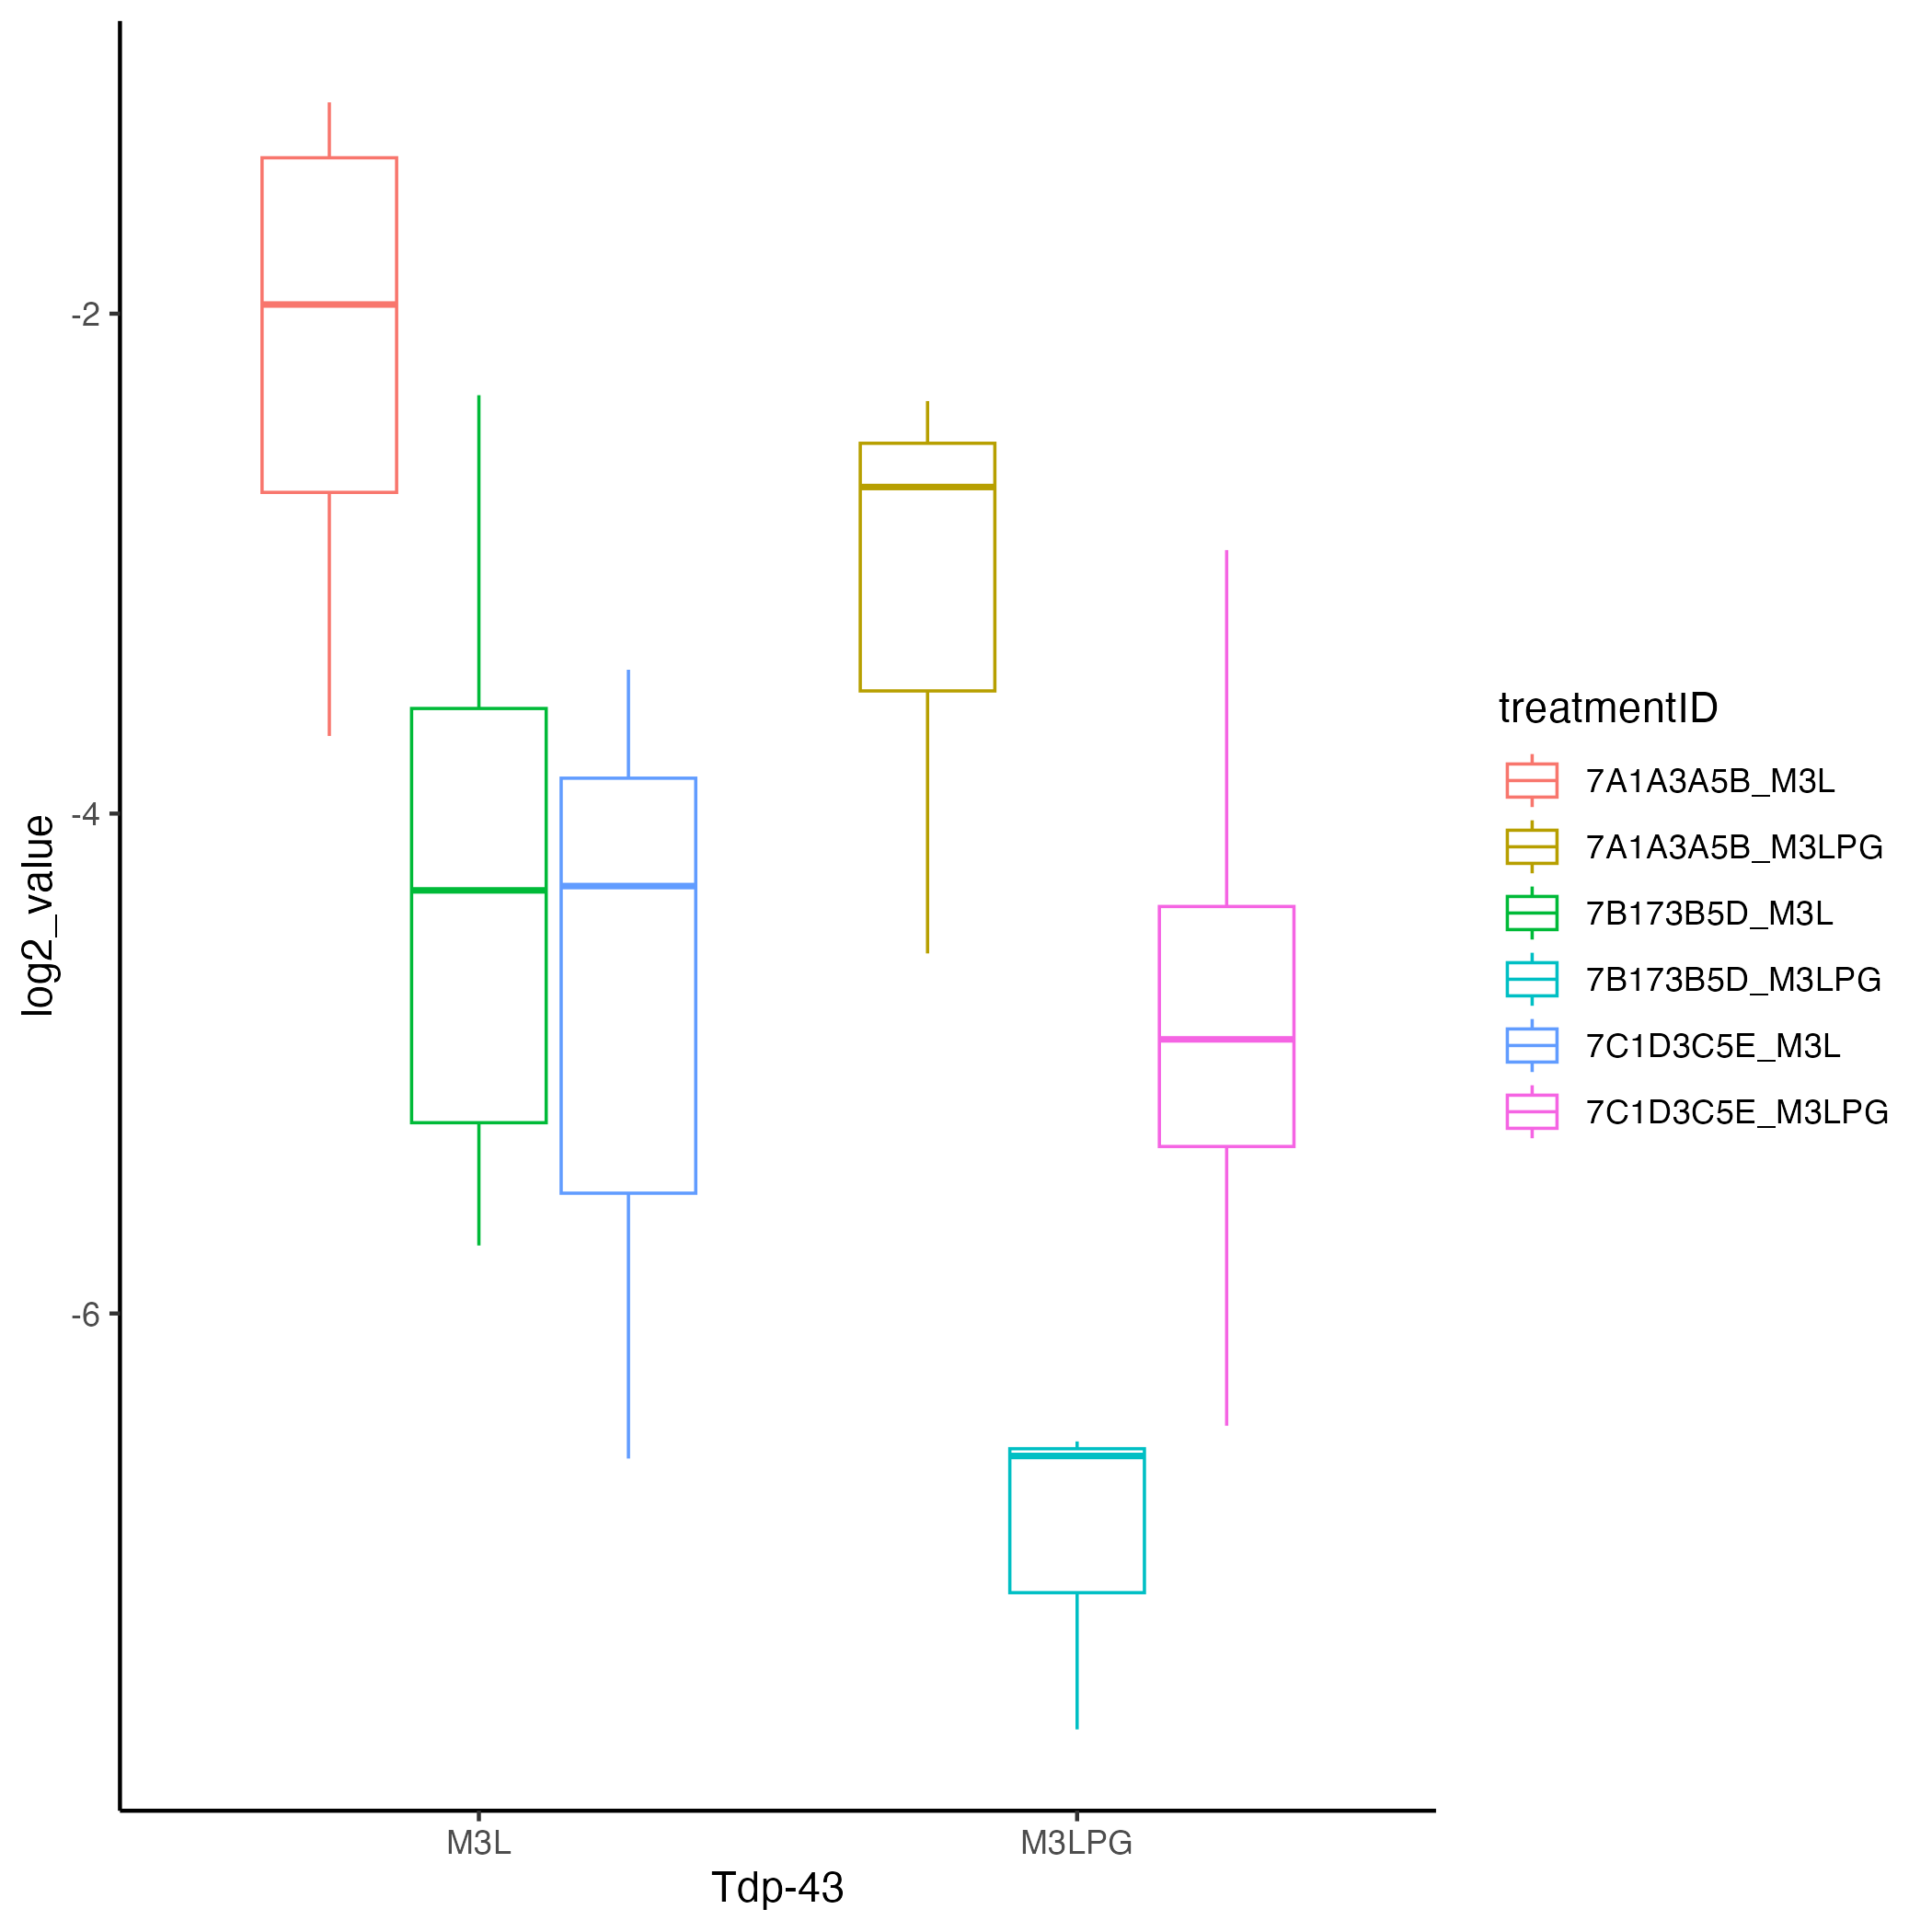 log2_value
-2
-4
-6
M3L
M3LPG
Tdp-43
treatmentID
7A1A3A5B_M3L
7A1A3A5B_M3LPG
7B173B5D_M3L
7B173B5D_M3LPG
7C1D3C5E_M3L
7C1D3C5E_M3LPG